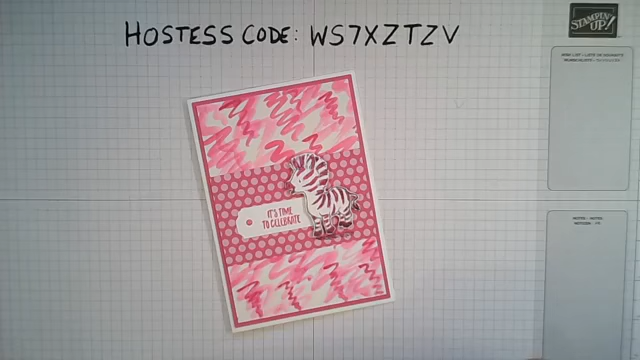 HOSTESS CODE: WS7XZTZV
STAMPIN' UP!
IT'S TIME
TO CELEBRATE